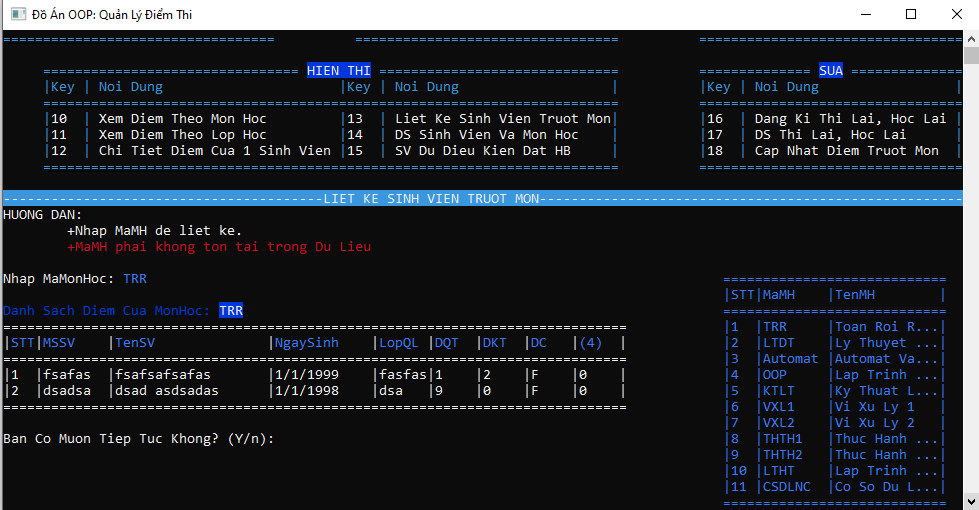 Đồ Án OOP: Quản Lý Điểm Thi
================================== ================================= =================================
================================ HIEN THI ============================== ============== SUA ==============
|Key | Noi Dung |Key | Noi Dung | |Key | Noi Dung |
|10 | Xem Diem Theo Mon Hoc |13 | Liet Ke Sinh Vien Truot Mon| |16 | Dang Ki Thi Lai, Hoc Lai |
|11 | Xem Diem Theo Lop Hoc |14 | DS Sinh Vien Va Mon Hoc | |17 | DS Thi Lai, Hoc Lai |
|12 | Chi Tiet Diem Cua 1 Sinh Vien |15 | SV Du Dieu Kien Dat HB | |18 | Cap Nhat Diem Truot Mon |
----------------------------------------LIET KE SINH VIEN TRUOT MON----------------------------------------
HUONG DAN:
+Nhap MaMH de liet ke.
+MaMH phai khong ton tai trong Du Lieu
Nhap MaMonHoc: TRR
Danh Sach Diem Cua MonHoc: TRR
|STT|MSSV |TenSV |NgaySinh |LopQL |DQT |DKT |DC |(4) |
|1 |fsafas |fsafsafsafas |1/1/1999 |fasfas|1 |2 |F |0 |
|2 |dsadsa |dsad asdsadas |1/1/1998 |dsa |9 |0 |F |0 |
Ban Co Muon Tiep Tuc Khong? (Y/n):
|STT|MaMH |TenMH |
|1 |TRR |Toan Roi R...|
|2 |LTDT |Ly Thuyet ...|
|3 |Automat |Automat Va...|
|4 |OOP |Lap Trinh ...|
|5 |KTLT |Ky Thuat L...|
|6 |VXL1 |Vi Xu Ly 1 |
|7 |VXL2 |Vi Xu Ly 2 |
|8 |THTH1 |Thuc Hanh ...|
|9 |THTH2 |Thuc Hanh ...|
|10 |LTHT |Lap Trinh ...|
|11 |CSDLNC |Co So Du L...|